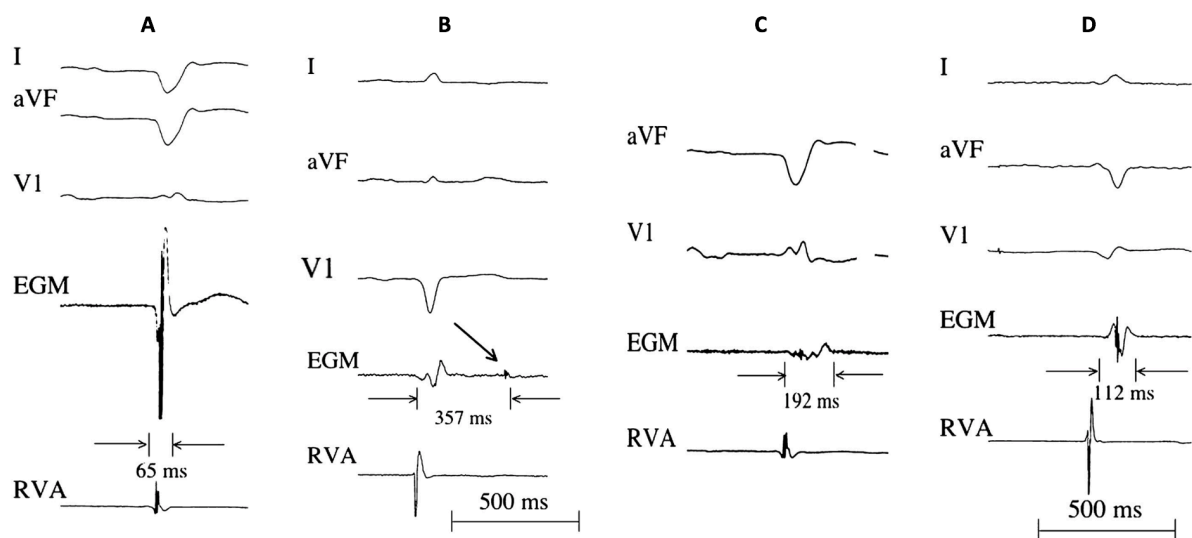 A
I
aVF
V1
EGM
65 ms
RVA
B
I
aVF
V1
EGM
357 ms
RVA
500 ms
C
aVF
V1
EGM
192 ms
RVA
D
I
aVF
V1
EGM
112 ms
RVA
500 ms